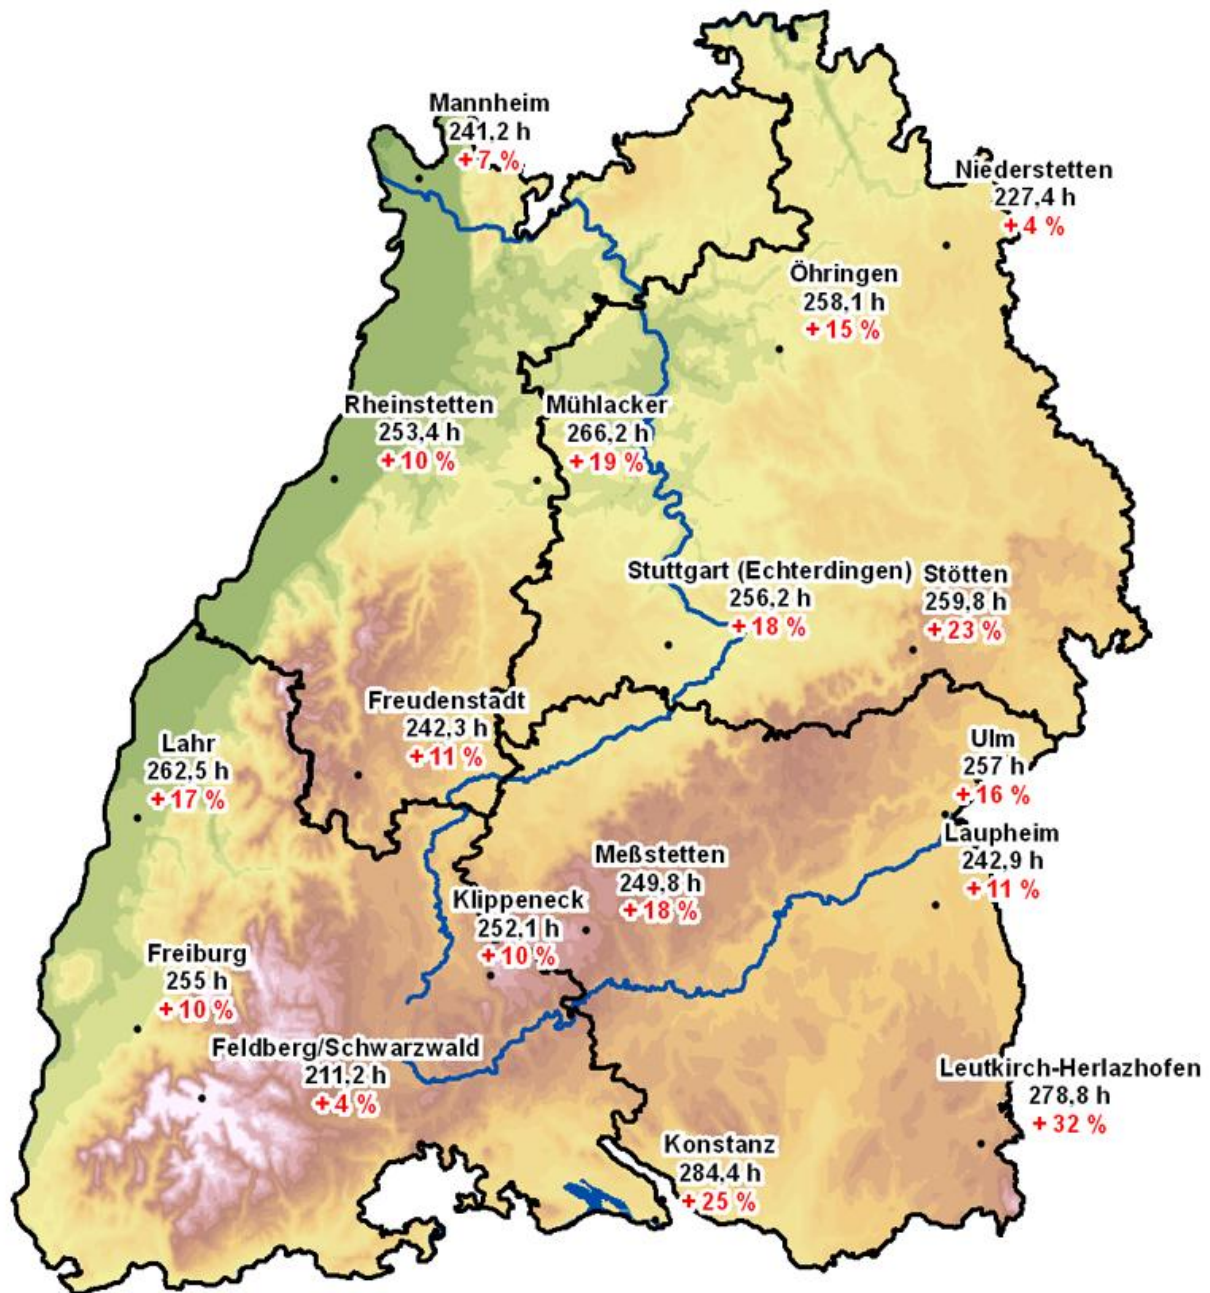 Mannheim
241,2 h
+7 %
Niederstetten
227,4 h
+4 %
Öhringen
258,1 h
+15 %
Rheinstetten
253,4 h
+10 %
Mühlacker
266,2 h
+19 %
Stuttgart (Echterdingen)
256,2 h
+18 %
Stötten
259,8 h
+23 %
Freudenstadt
242,3 h
+11 %
Lahr
262,5 h
+17 %
Ulm
257 h
+16 %
Laupheim
242,9 h
+11 %
Meßstetten
249,8 h
+18 %
Klippeneck
252,1 h
+10 %
Freiburg
255 h
+10 %
Feldberg/Schwarzwald
211,2 h
+4 %
Leutkirch-Herlazhofen
278,8 h
+32 %
Konstanz
284,4 h
+25 %